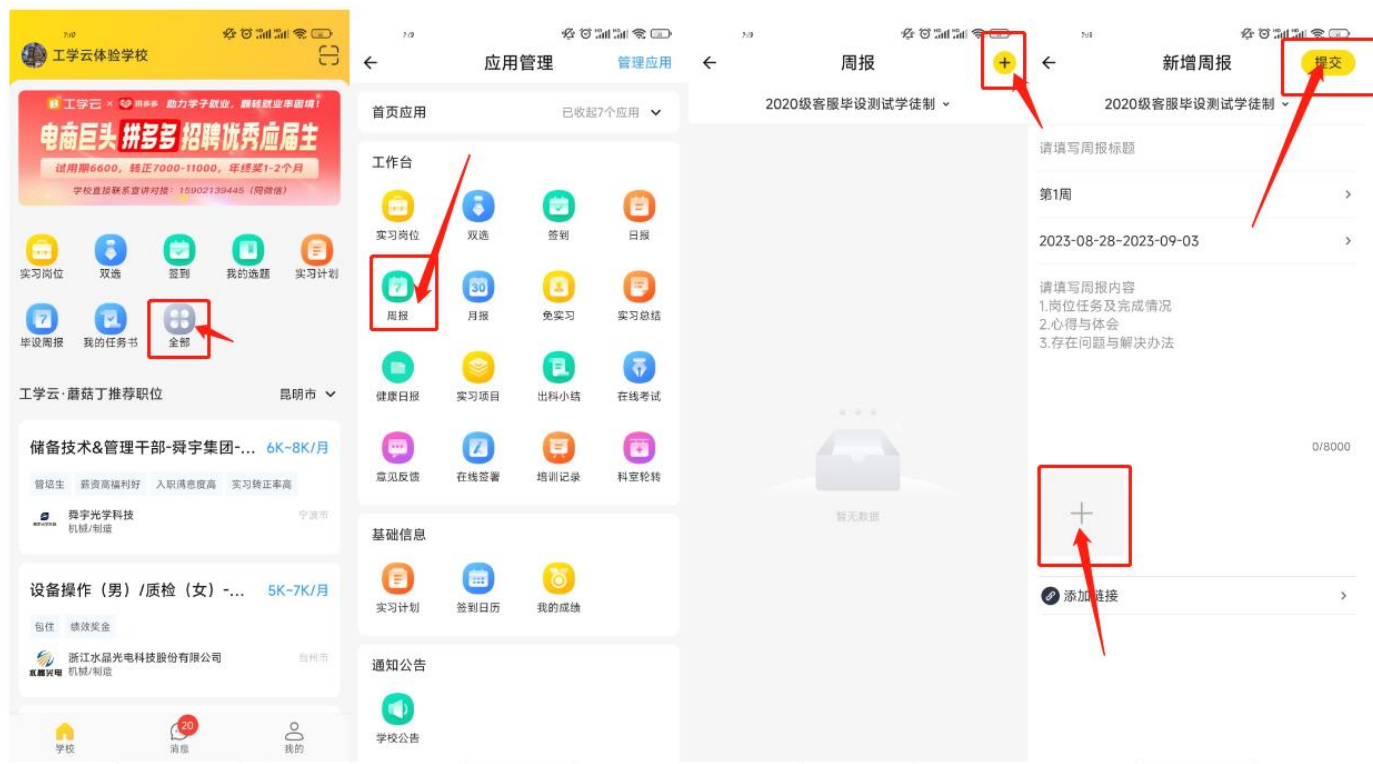 工学云体验学校
工学云 × 拼多多 助力学子就业,翻转就业率困境!
电商巨头 拼多多 招聘优秀应届生
试用期6600,转正7000-11000,年终奖1-2个月
学校直接联系宣讲对接:15902139445(同微信)
实习岗位 双选 签到 我的选题 实习计划
毕设周报 我的任务书 全部
工学云·蘑菇丁推荐职位 昆明市
储备技术&管理干部-舜宇集团-... 6K~8K/月
管培生 薪资高福利好 入职满意度高 实习转正率高
舜宇光学科技 宁波市
机械/制造
设备操作(男)/质检(女)-... 5K~7K/月
包住 绩效奖金
浙江水晶光电科技股份有限公司 台州市
水晶光电 机械/制造
20
学校 消息 我的
应用管理 管理应用
首页应用 已收起7个应用
工作台
实习岗位 双选 签到 日报
7 30
周报 月报 免实习 实习总结
健康日报 实习项目 出科小结 在线考试
意见反馈 在线签署 培训记录 科室轮转
基础信息
实习计划 签到日历 我的成绩
通知公告
学校公告
周报
2020级客服毕设测试学徒制
暂无数据
新增周报 提交
2020级客服毕设测试学徒制
请填写周报标题
第1周
2023-08-28~2023-09-03
请填写周报内容
1.岗位任务及完成情况
2.心得与体会
3.存在问题与解决办法
0/8000
添加链接